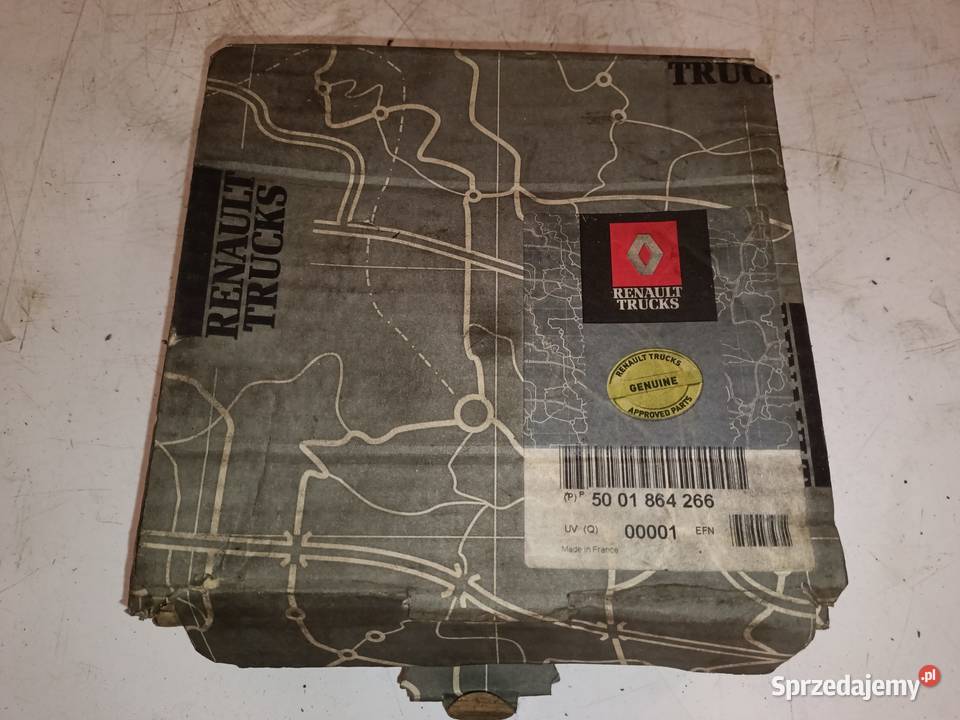 TRUC
RENAULT
TRUCKS
RENAULT
TRUCKS
RENAULT TRUCKS
GENUINE
APPROVED PARTS
(P) P 50 01 864 266
UV (Q) 00001 EFN
Made in France
Sprzedajemy.pl